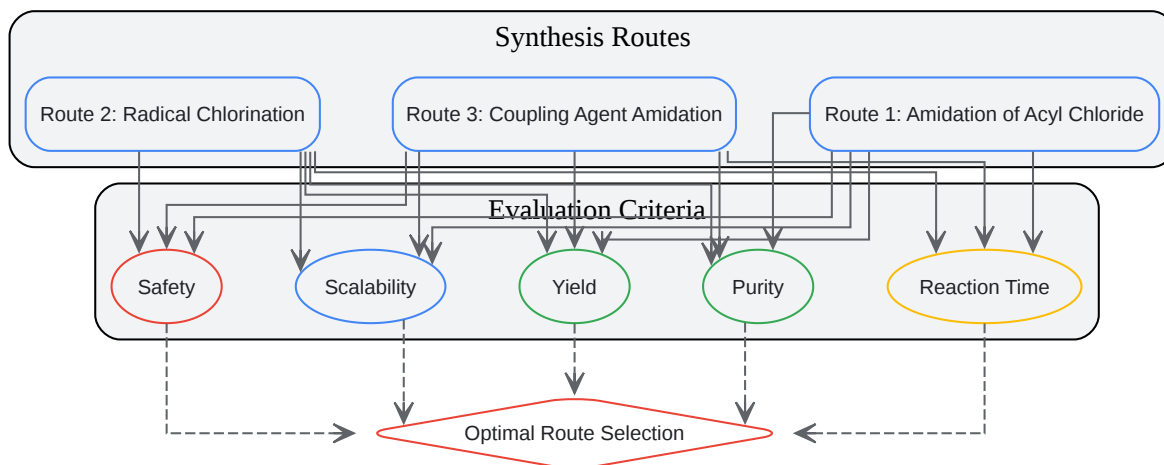 Synthesis Routes
Route 2: Radical Chlorination
Route 3: Coupling Agent Amidation
Route 1: Amidation of Acyl Chloride
Evaluation Criteria
Safety
Scalability
Yield
Purity
Reaction Time
Optimal Route Selection